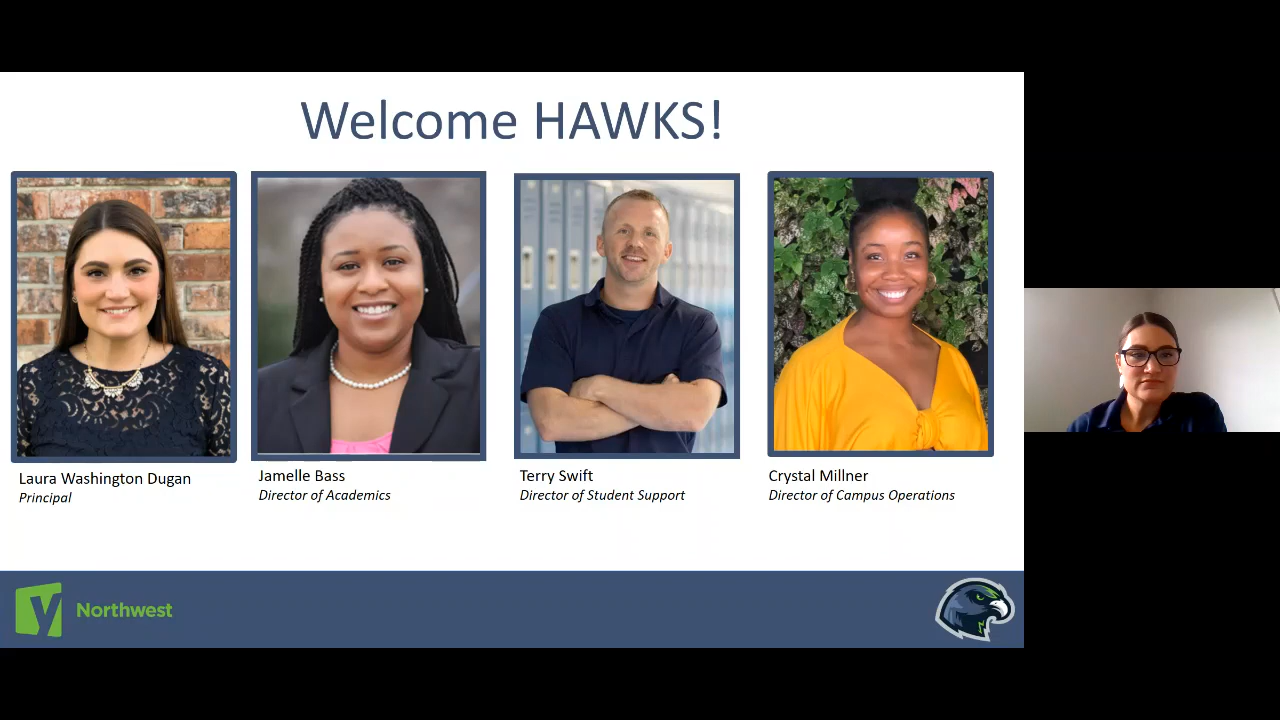 Welcome HAWKS!
Laura Washington Dugan
Principal
Jamelle Bass
Director of Academics
Terry Swift
Director of Student Support
Crystal Millner
Director of Campus Operations
Y Northwest